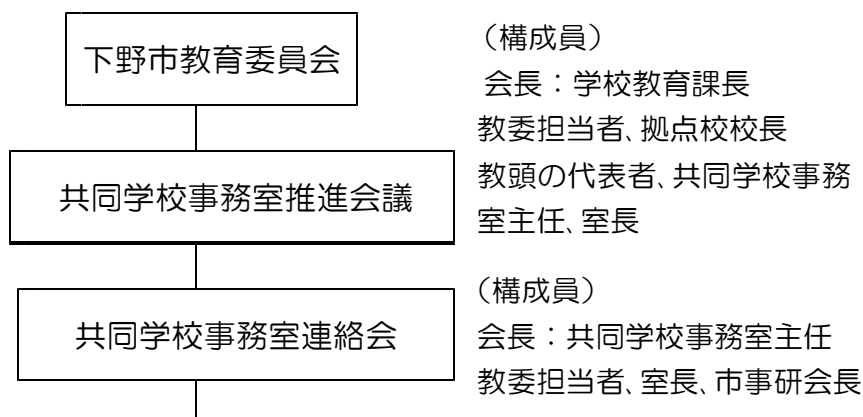 下野市教育委員会
(構成員)
会長:学校教育課長
教委担当者、拠点校校長
教頭の代表者、共同学校事務
室主任、室長
共同学校事務室推進会議
(構成員)
会長:共同学校事務室主任
教委担当者、室長、市事研会長
共同学校事務室連絡会